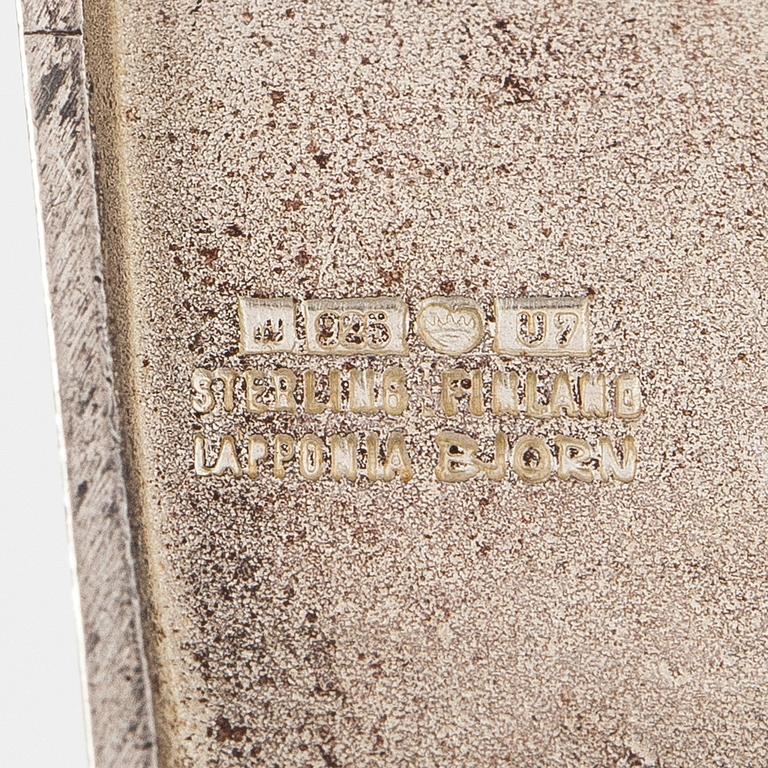 925 U7
STERLING FINLAND
LAPPONIA BJORN